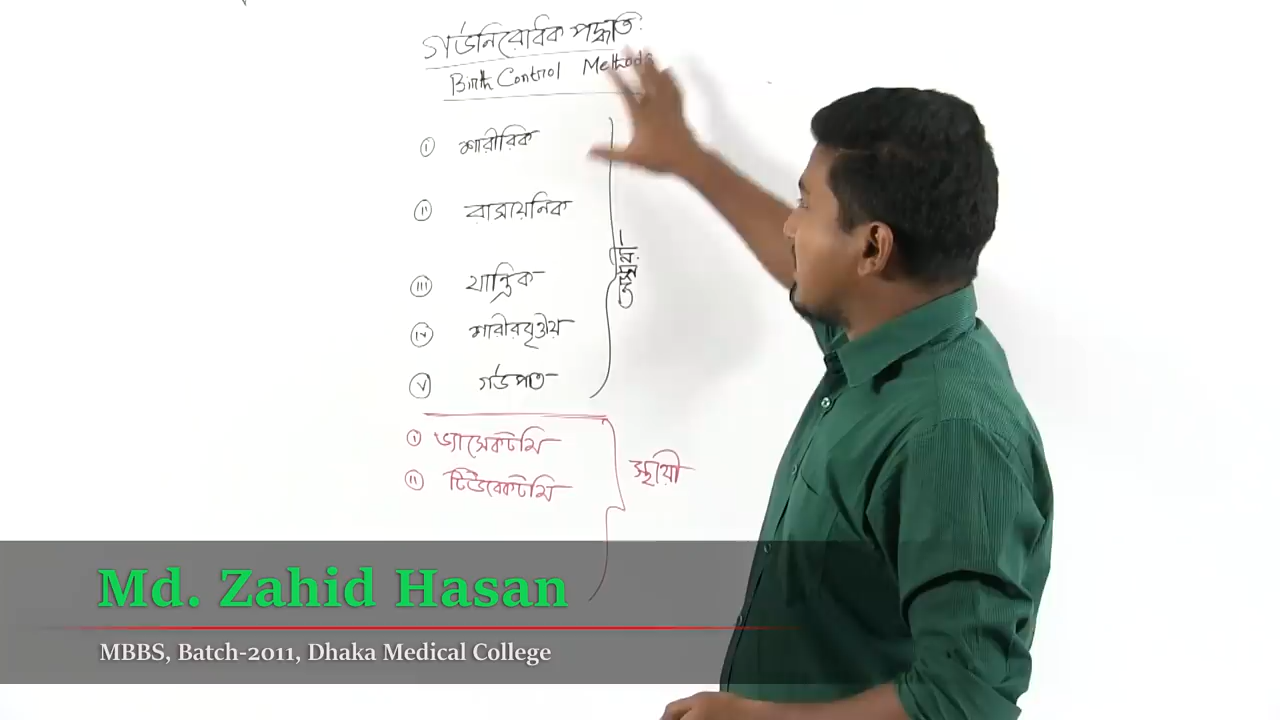 গর্ভনিরোধক পদ্ধতি
Birth Control Methods
i শারীরিক
ii রাসায়নিক
iii যান্ত্রিক
iv শারীরবৃত্তীয়
v গর্ভপাত
অস্থায়ী
i ভ্যাসেকটমি
ii টিউবেকটমি
স্থায়ী
Md. Zahid Hasan
MBBS, Batch-2011, Dhaka Medical College